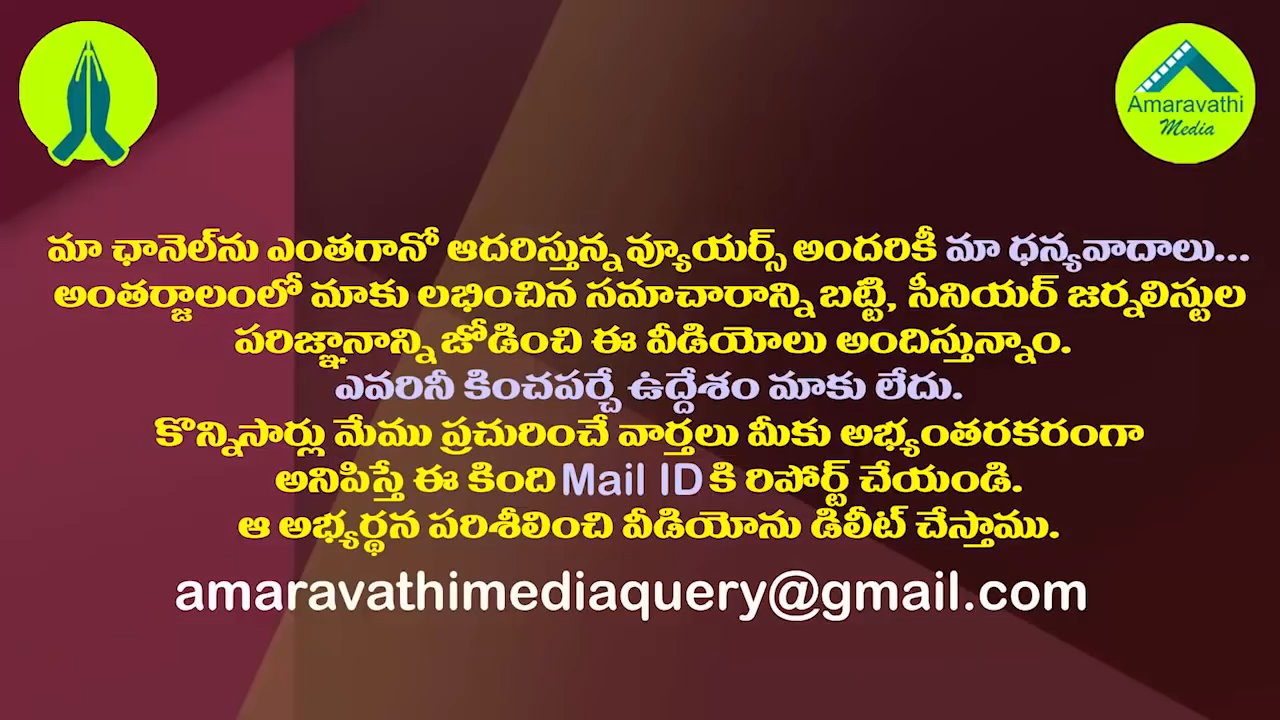 Amaravathi
Media
మా ఛానెల్‌ను ఎంతగానో ఆదరిస్తున్న వ్యూయర్స్ అందరికీ మా ధన్యవాదాలు...
అంతర్జాలంలో మాకు లభించిన సమాచారాన్ని బట్టి, సీనియర్ జర్నలిస్టుల
పరిజ్ఞానాన్ని జోడించి ఈ వీడియోలు అందిస్తున్నాం.
ఎవరినీ కించపర్చే ఉద్దేశం మాకు లేదు.
కొన్నిసార్లు మేము ప్రచురించే వార్తలు మీకు అభ్యంతరకరంగా
అనిపిస్తే ఈ కింది Mail ID కి రిపోర్ట్ చేయండి.
ఆ అభ్యర్థన పరిశీలించి వీడియోను డిలీట్ చేస్తాము.
amaravathimediaquery@gmail.com